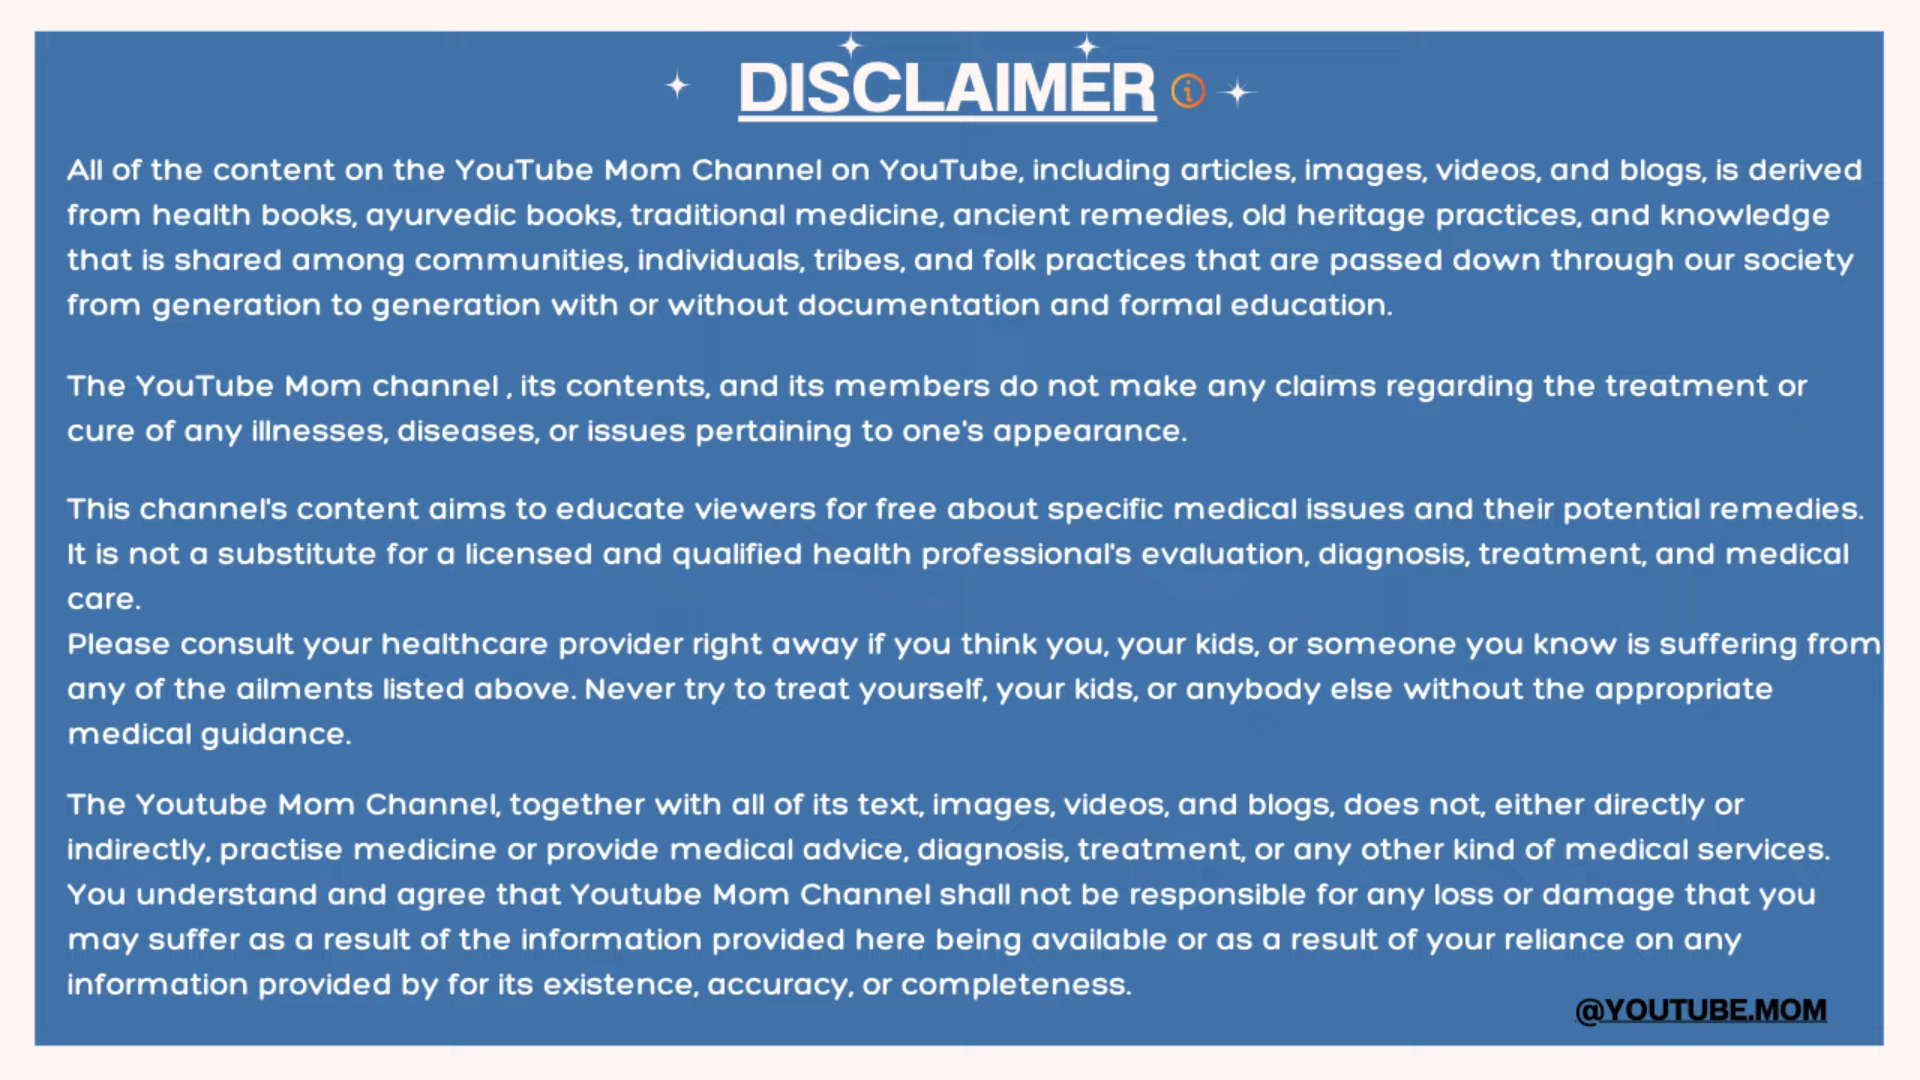 DISCLAIMER
All of the content on the YouTube Mom Channel on YouTube, including articles, images, videos, and blogs, is derived
from health books, ayurvedic books, traditional medicine, ancient remedies, old heritage practices, and knowledge
that is shared among communities, individuals, tribes, and folk practices that are passed down through our society
from generation to generation with or without documentation and formal education.
The YouTube Mom channel , its contents, and its members do not make any claims regarding the treatment or
cure of any illnesses, diseases, or issues pertaining to one's appearance.
This channel's content aims to educate viewers for free about specific medical issues and their potential remedies.
It is not a substitute for a licensed and qualified health professional's evaluation, diagnosis, treatment, and medical
care.
Please consult your healthcare provider right away if you think you, your kids, or someone you know is suffering from
any of the ailments listed above. Never try to treat yourself, your kids, or anybody else without the appropriate
medical guidance.
The Youtube Mom Channel, together with all of its text, images, videos, and blogs, does not, either directly or
indirectly, practise medicine or provide medical advice, diagnosis, treatment, or any other kind of medical services.
You understand and agree that Youtube Mom Channel shall not be responsible for any loss or damage that you
may suffer as a result of the information provided here being available or as a result of your reliance on any
information provided by for its existence, accuracy, or completeness.
@YOUTUBE.MOM